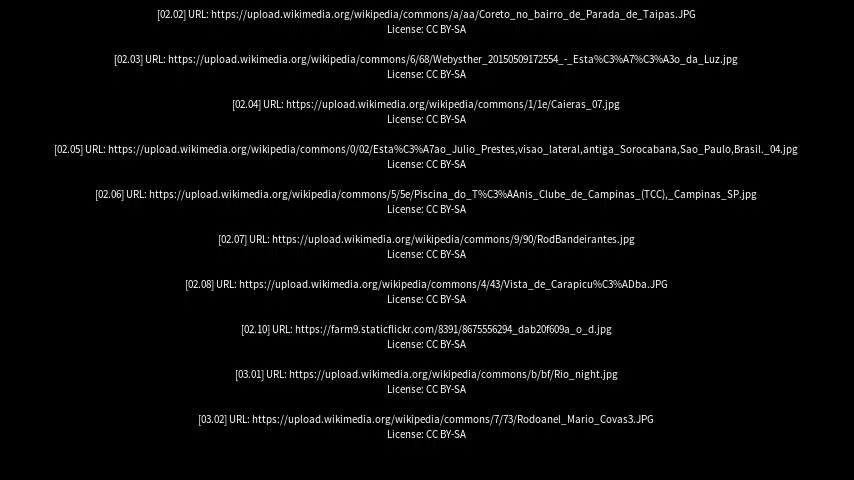 [02.02] URL: https://upload.wikimedia.org/wikipedia/commons/a/aa/Coreto_no_bairro_de_Parada_de_Taipas.JPG
License: CC BY-SA
[02.03] URL: https://upload.wikimedia.org/wikipedia/commons/6/68/Webysther_20150509172554_-_Esta%C3%A7%C3%A3o_da_Luz.jpg
License: CC BY-SA
[02.04] URL: https://upload.wikimedia.org/wikipedia/commons/1/1e/Caieras_07.jpg
License: CC BY-SA
[02.05] URL: https://upload.wikimedia.org/wikipedia/commons/0/02/Esta%C3%A7ao_Julio_Prestes,visao_lateral,antiga_Sorocabana,Sao_Paulo,Brasil._04.jpg
License: CC BY-SA
[02.06] URL: https://upload.wikimedia.org/wikipedia/commons/5/5e/Piscina_do_T%C3%AAnis_Clube_de_Campinas_(TCC),_Campinas_SP.jpg
License: CC BY-SA
[02.07] URL: https://upload.wikimedia.org/wikipedia/commons/9/90/RodBandeirantes.jpg
License: CC BY-SA
[02.08] URL: https://upload.wikimedia.org/wikipedia/commons/4/43/Vista_de_Carapicu%C3%ADba.JPG
License: CC BY-SA
[02.10] URL: https://farm9.staticflickr.com/8391/8675556294_dab20f609a_o_d.jpg
License: CC BY-SA
[03.01] URL: https://upload.wikimedia.org/wikipedia/commons/b/bf/Rio_night.jpg
License: CC BY-SA
[03.02] URL: https://upload.wikimedia.org/wikipedia/commons/7/73/Rodoanel_Mario_Covas3.JPG
License: CC BY-SA